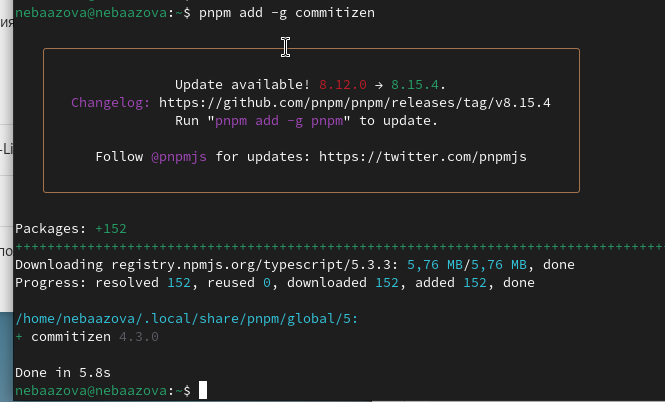 ия
nebaazova@nebaazova:~$ pnpm add -g commitizen
Update available! 8.12.0 → 8.15.4.
Changelog: https://github.com/pnpm/pnpm/releases/tag/v8.15.4
Run "pnpm add -g pnpm" to update.
-Li
Follow @pnpmjs for updates: https://twitter.com/pnpmjs
Packages: +152
по
++++++++++++++++++++++++++++++++++++++++++++++++++++++++++++++++++++++++++++++++
Downloading registry.npmjs.org/typescript/5.3.3: 5,76 MB/5,76 MB, done
Progress: resolved 152, reused 0, downloaded 152, added 152, done
/home/nebaazova/.local/share/pnpm/global/5:
+ commitizen 4.3.0
Done in 5.8s
nebaazova@nebaazova:~$